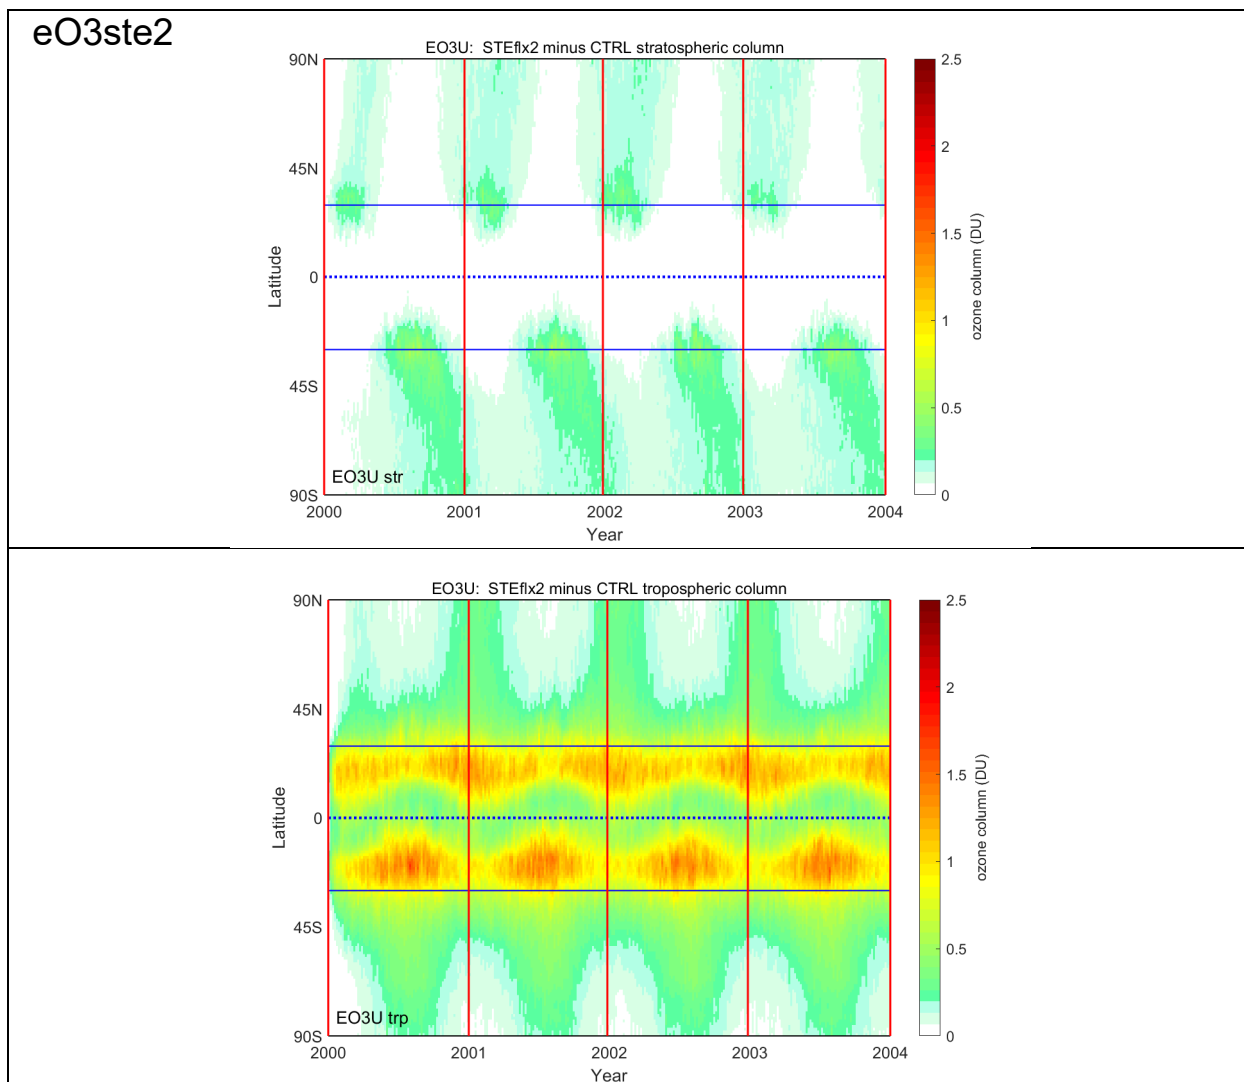 eO3ste2
EO3U: STEflx2 minus CTRL stratospheric column
90N
45N
0
45S
90S
Latitude
EO3U str
2000
2001
2002
2003
2004
Year
2.5
2
1.5
1
0.5
0
ozone column (DU)
EO3U: STEflx2 minus CTRL tropospheric column
90N
45N
0
45S
90S
Latitude
EO3U trp
2000
2001
2002
2003
2004
Year
2.5
2
1.5
1
0.5
0
ozone column (DU)